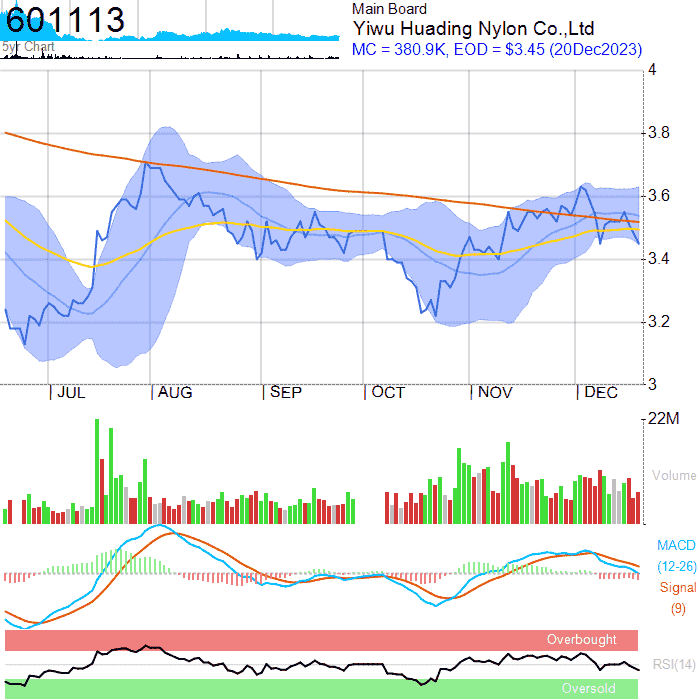 601113
5yr Chart
Main Board
Yiwu Huading Nylon Co.,Ltd
MC = 380.9K, EOD = $3.45 (20Dec2023)
4
3.8
3.6
3.4
3.2
3
JUL
AUG
SEP
OCT
NOV
DEC
22M
Volume
MACD
(12-26)
Signal
(9)
Overbought
RSI(14)
Oversold